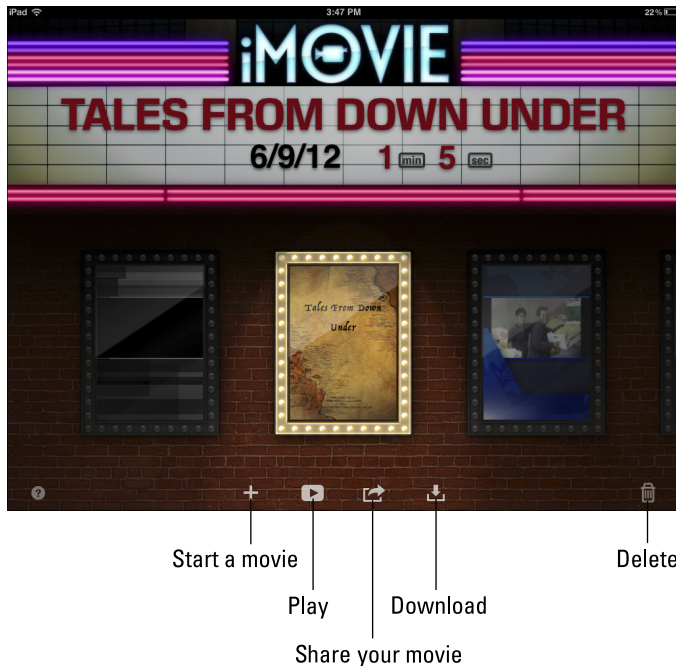 iPad 3:47 PM 22%
iMOVIE
TALES FROM DOWN UNDER
6/9/12 1 min 5 sec
Tales From Down
Under
?
Start a movie
Delete
Play
Download
Share your movie